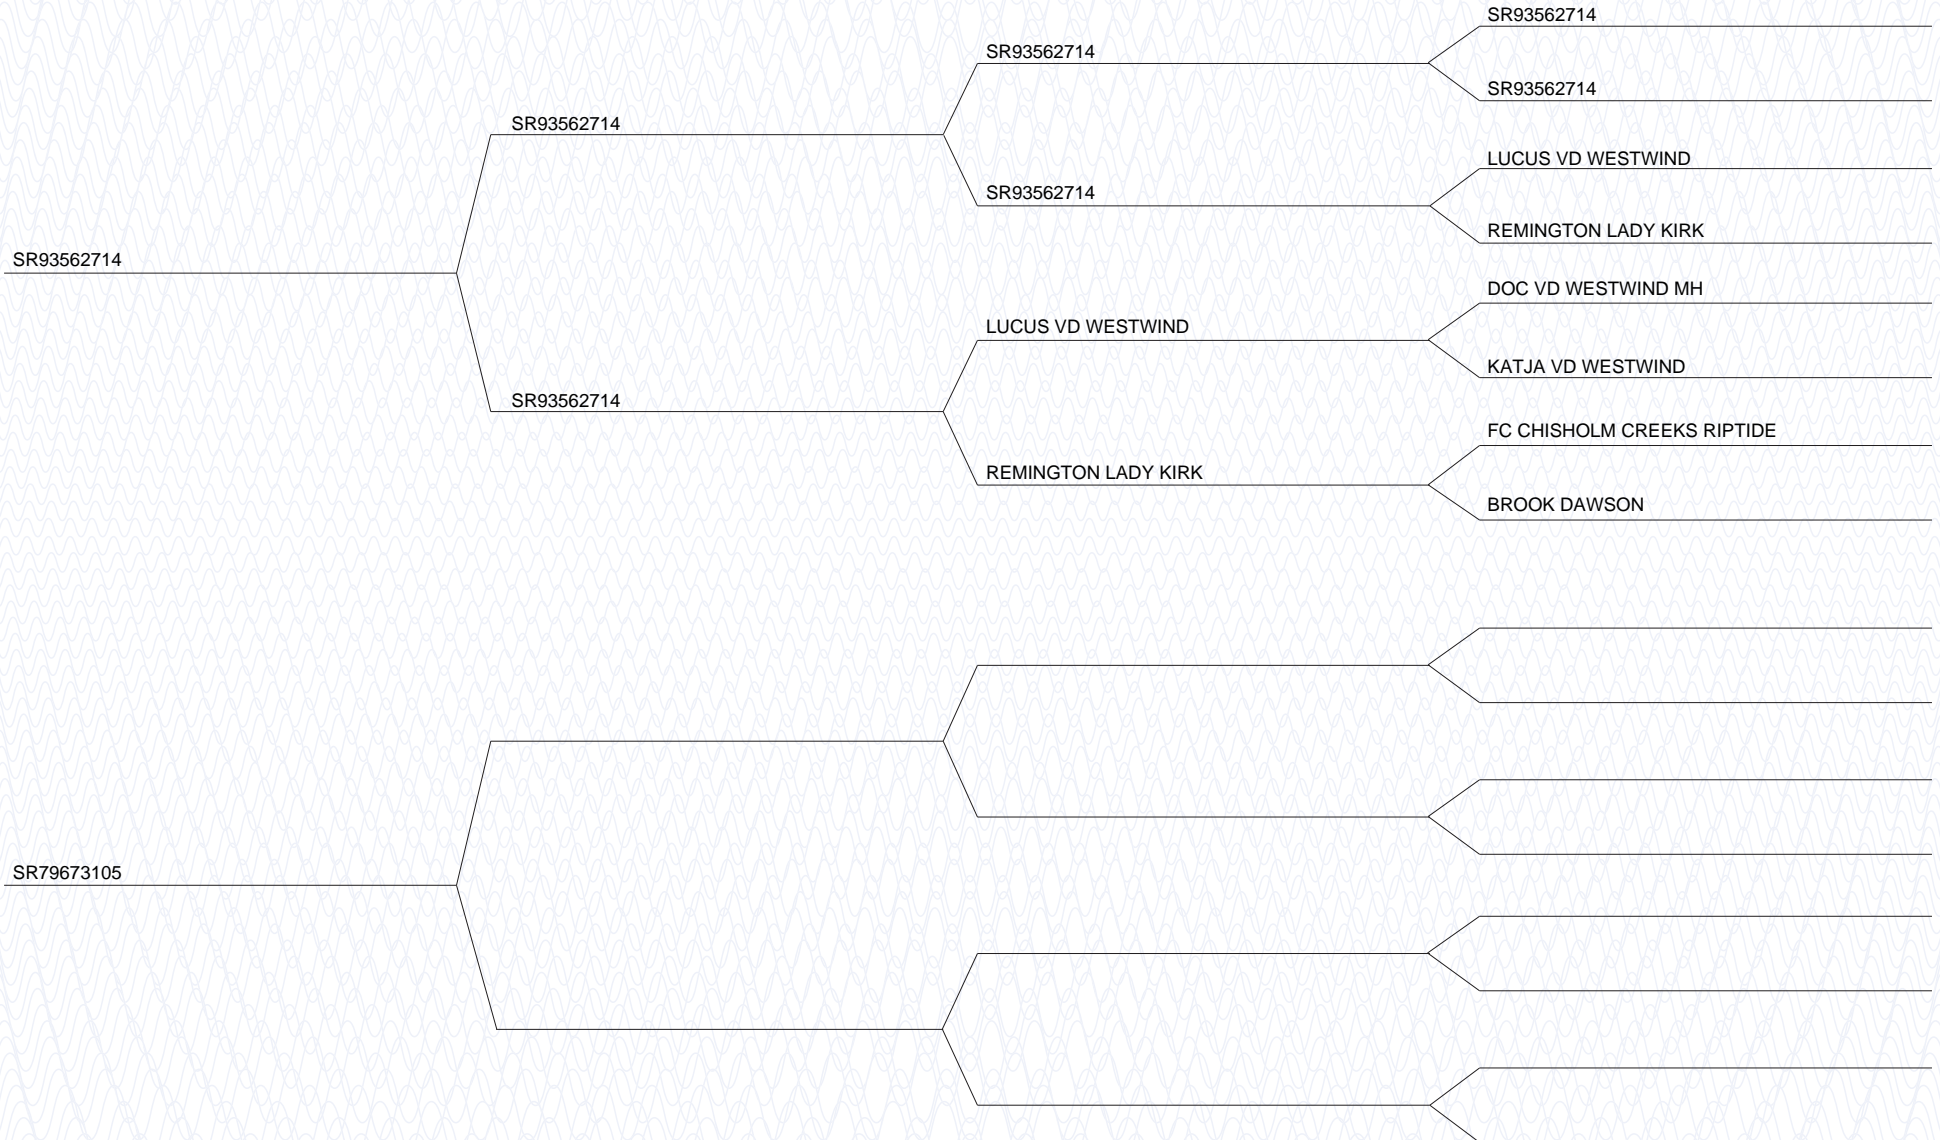 SR93562714
SR93562714
SR93562714
SR93562714
SR93562714
SR93562714
LUCUS VD WESTWIND
REMINGTON LADY KIRK
SR93562714
DOC VD WESTWIND MH
LUCUS VD WESTWIND
KATJA VD WESTWIND
SR93562714
FC CHISHOLM CREEKS RIPTIDE
REMINGTON LADY KIRK
BROOK DAWSON
SR79673105